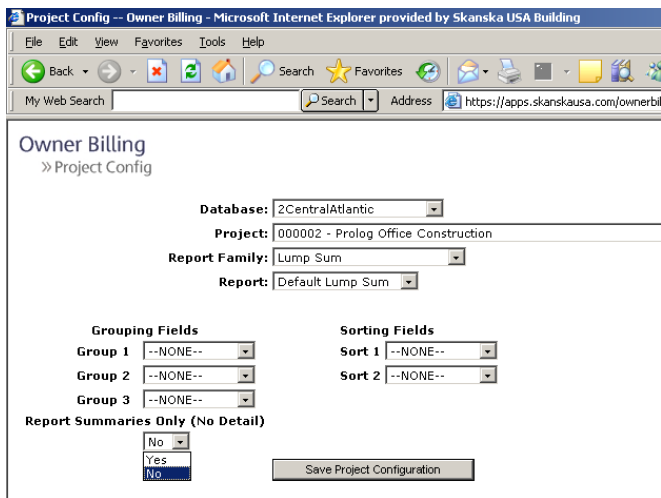 Project Config -- Owner Billing - Microsoft Internet Explorer provided by Skanska USA Building
File Edit View Favorites Tools Help
Back Search Favorites
My Web Search Search Address https://apps.skanskausa.com/ownerbil
Owner Billing
» Project Config
Database: 2CentralAtlantic
Project: 000002 - Prolog Office Construction
Report Family: Lump Sum
Report: Default Lump Sum
Grouping Fields Sorting Fields
Group 1 --NONE-- Sort 1 --NONE--
Group 2 --NONE-- Sort 2 --NONE--
Group 3 --NONE--
Report Summaries Only (No Detail)
No
Yes
No Save Project Configuration